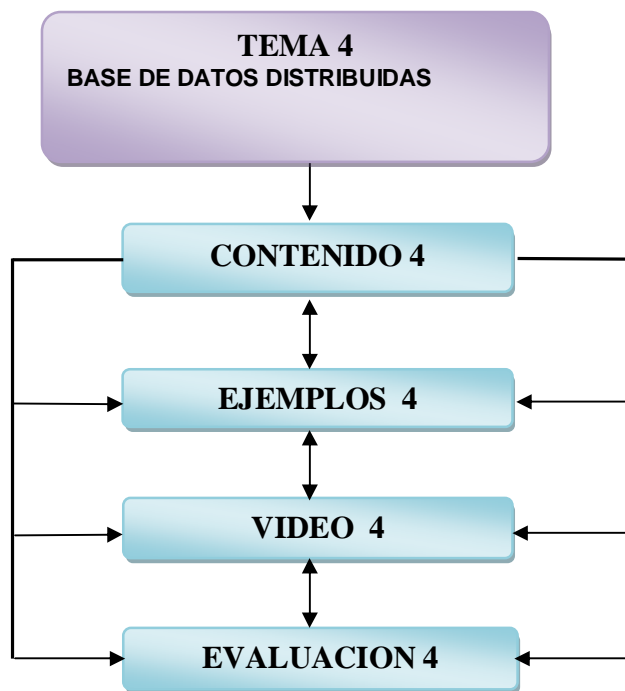 TEMA 4
BASE DE DATOS DISTRIBUIDAS
CONTENIDO 4
EJEMPLOS 4
VIDEO 4
EVALUACION 4